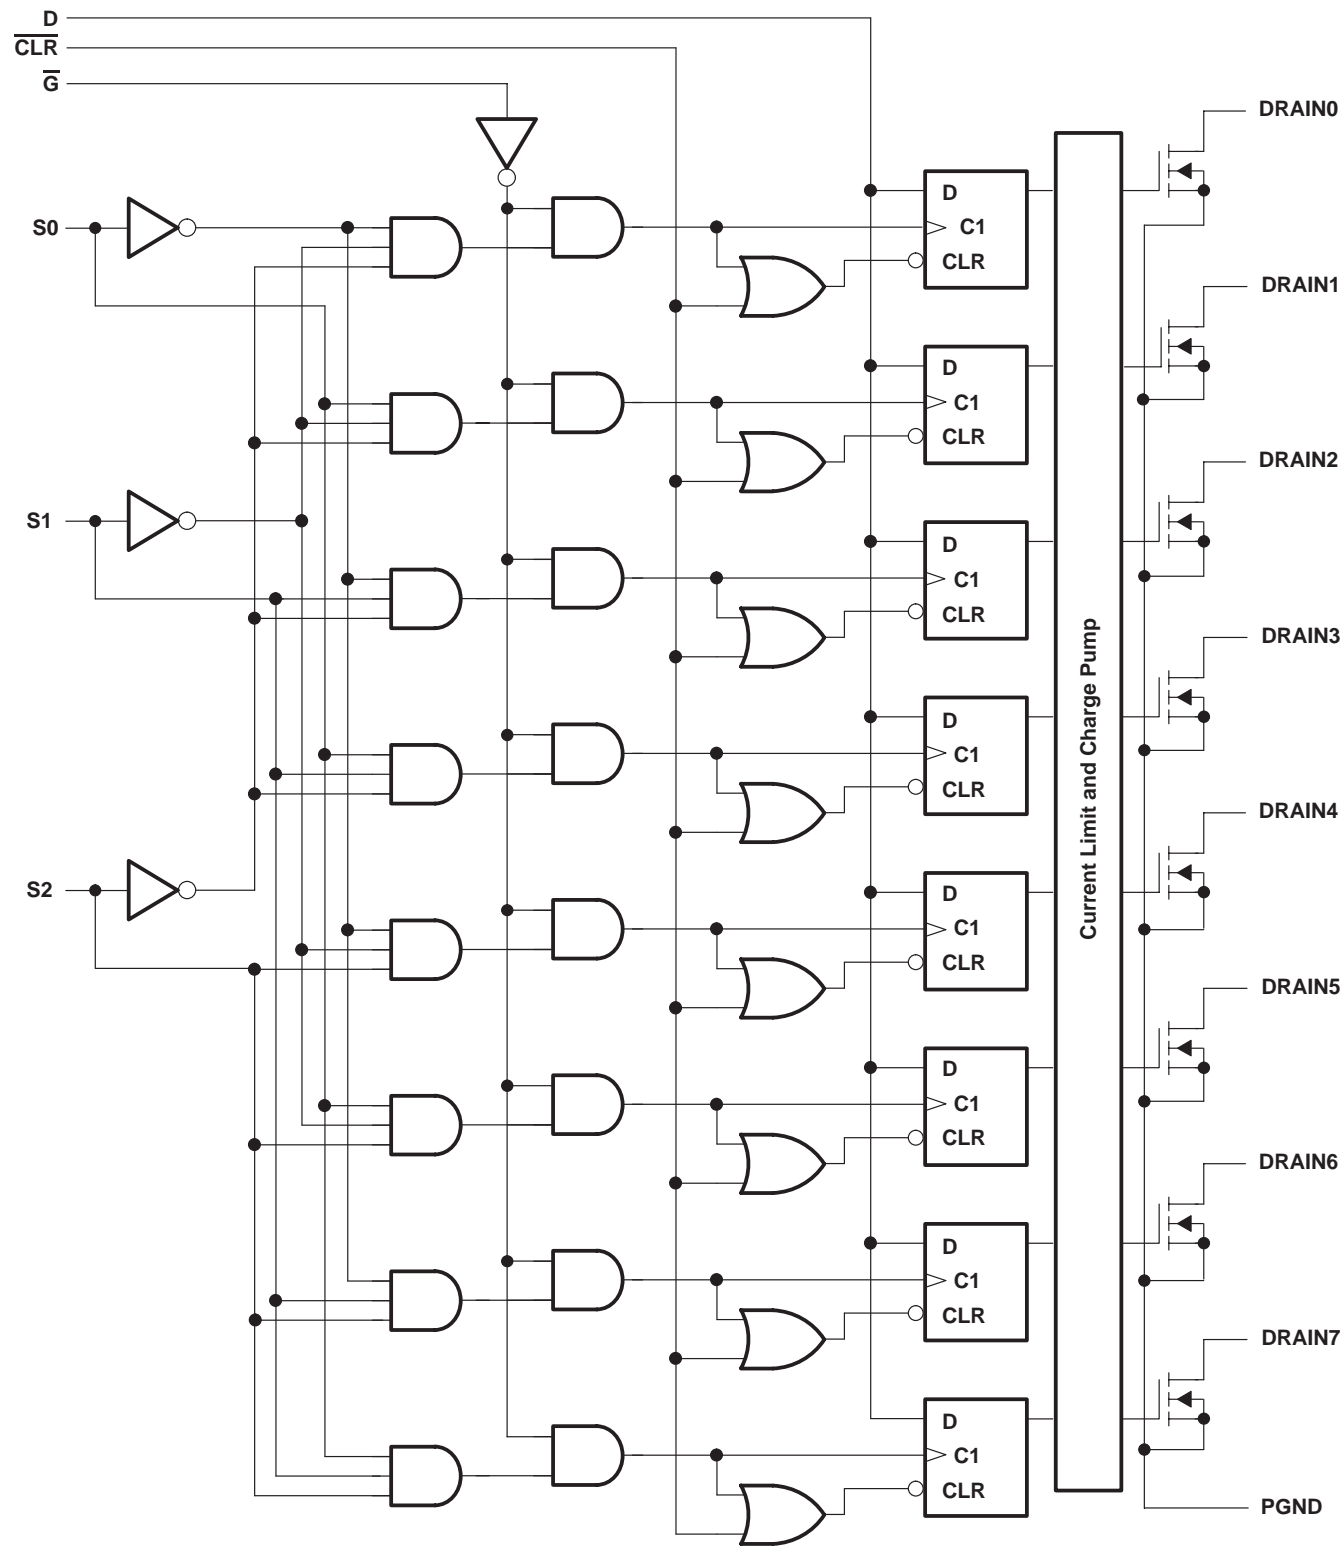 D
CLR
G
DRAIN0
D
S0
C1
CLR
DRAIN1
D
C1
CLR
DRAIN2
S1
D
C1
CLR
DRAIN3
Current Limit and Charge Pump
D
C1
CLR
DRAIN4
S2
D
C1
CLR
DRAIN5
D
C1
CLR
DRAIN6
D
C1
CLR
DRAIN7
D
C1
CLR
PGND